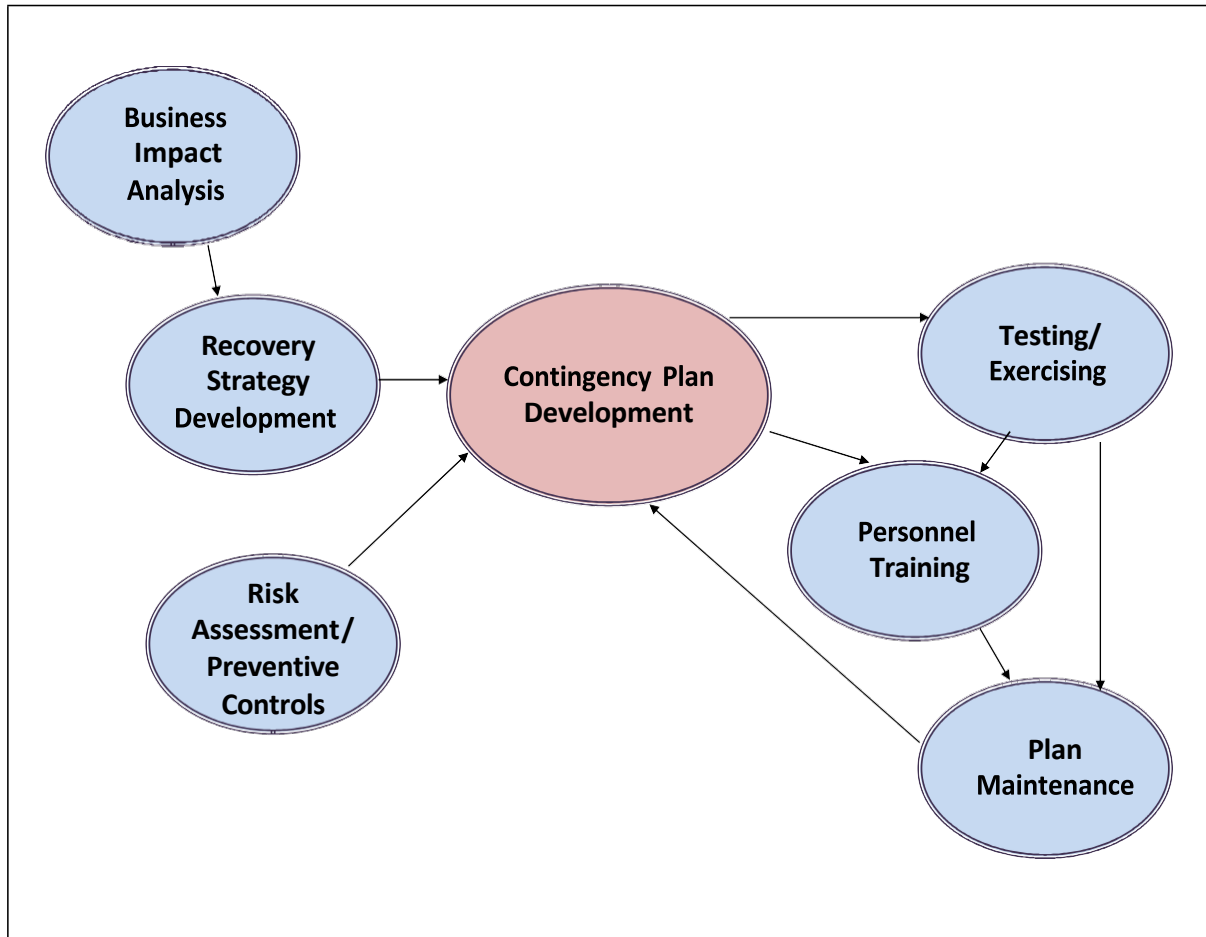 Business
Impact
Analysis
Recovery
Strategy
Development
Contingency Plan
Development
Testing/
Exercising
Personnel
Training
Risk
Assessment/
Preventive
Controls
Plan
Maintenance